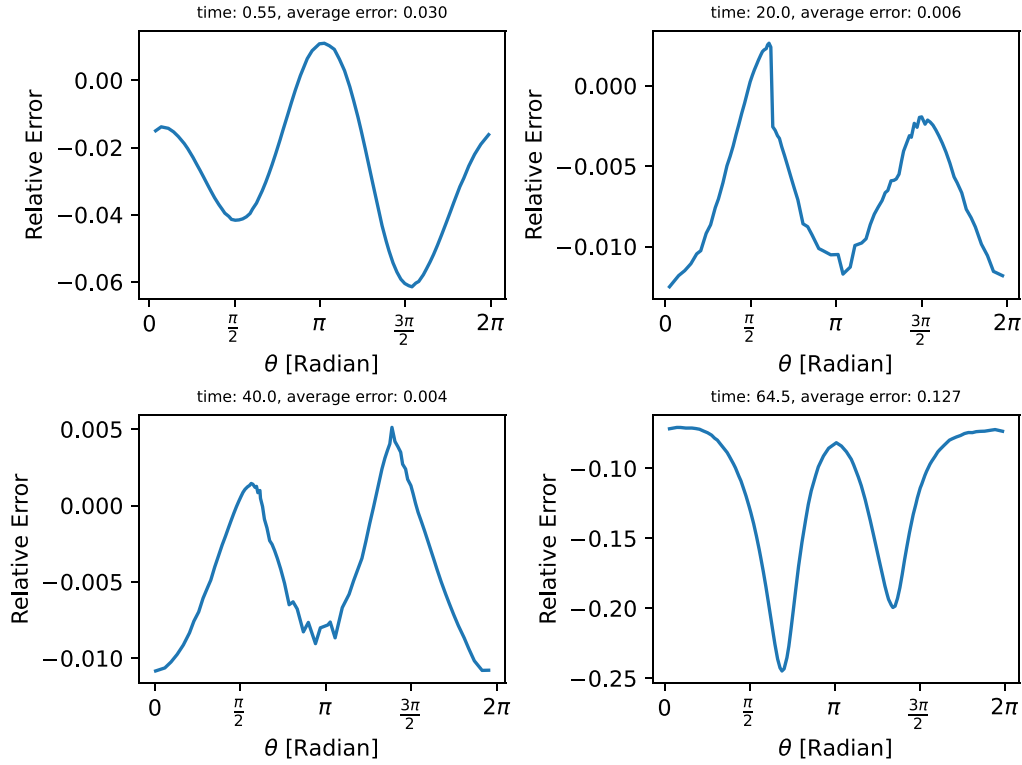 time: 0.55, average error: 0.030
Relative Error
0.00
−0.02
−0.04
−0.06
0
π/2
π
3π/2
2π
θ [Radian]
time: 20.0, average error: 0.006
Relative Error
0.000
−0.005
−0.010
0
π/2
π
3π/2
2π
θ [Radian]
time: 40.0, average error: 0.004
Relative Error
0.005
0.000
−0.005
−0.010
0
π/2
π
3π/2
2π
θ [Radian]
time: 64.5, average error: 0.127
Relative Error
−0.10
−0.15
−0.20
−0.25
0
π/2
π
3π/2
2π
θ [Radian]